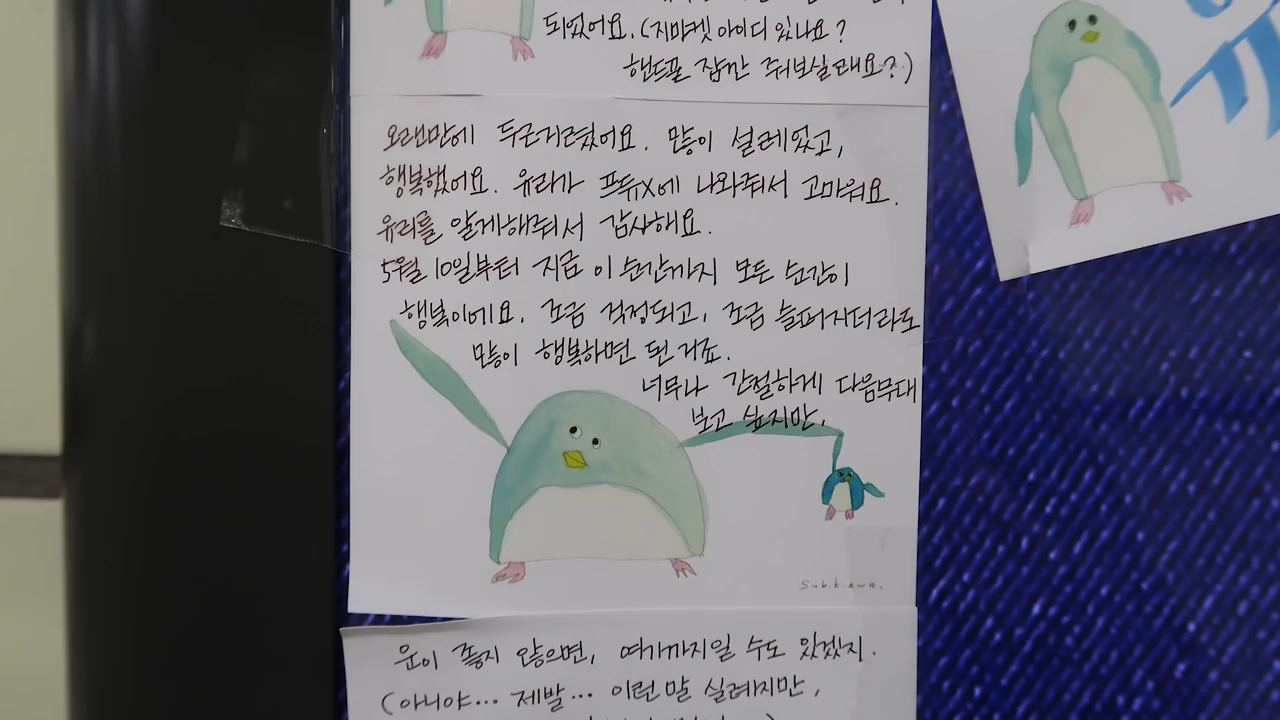 되었어요. (지마켓 아이디 있나요?
핸드폰 잠깐 줘보실래요?)
오랜만에 두근거렸어요. 많이 설레었고,
행복했어요. 유리가 프듀X에 나와줘서 고마워요.
유리를 알게해줘서 감사해요.
5월 10일부터 지금 이 순간까지 모든 순간이
행복이에요. 조금 걱정되고, 조금 슬퍼지더라도
많이 행복하면 된거죠.
너무나 간절하게 다음무대
보고 싶지만,
운이 좋지 않으면, 여기까지일 수도 있겠지.
(아니야... 제발... 이런 말 실례지만,